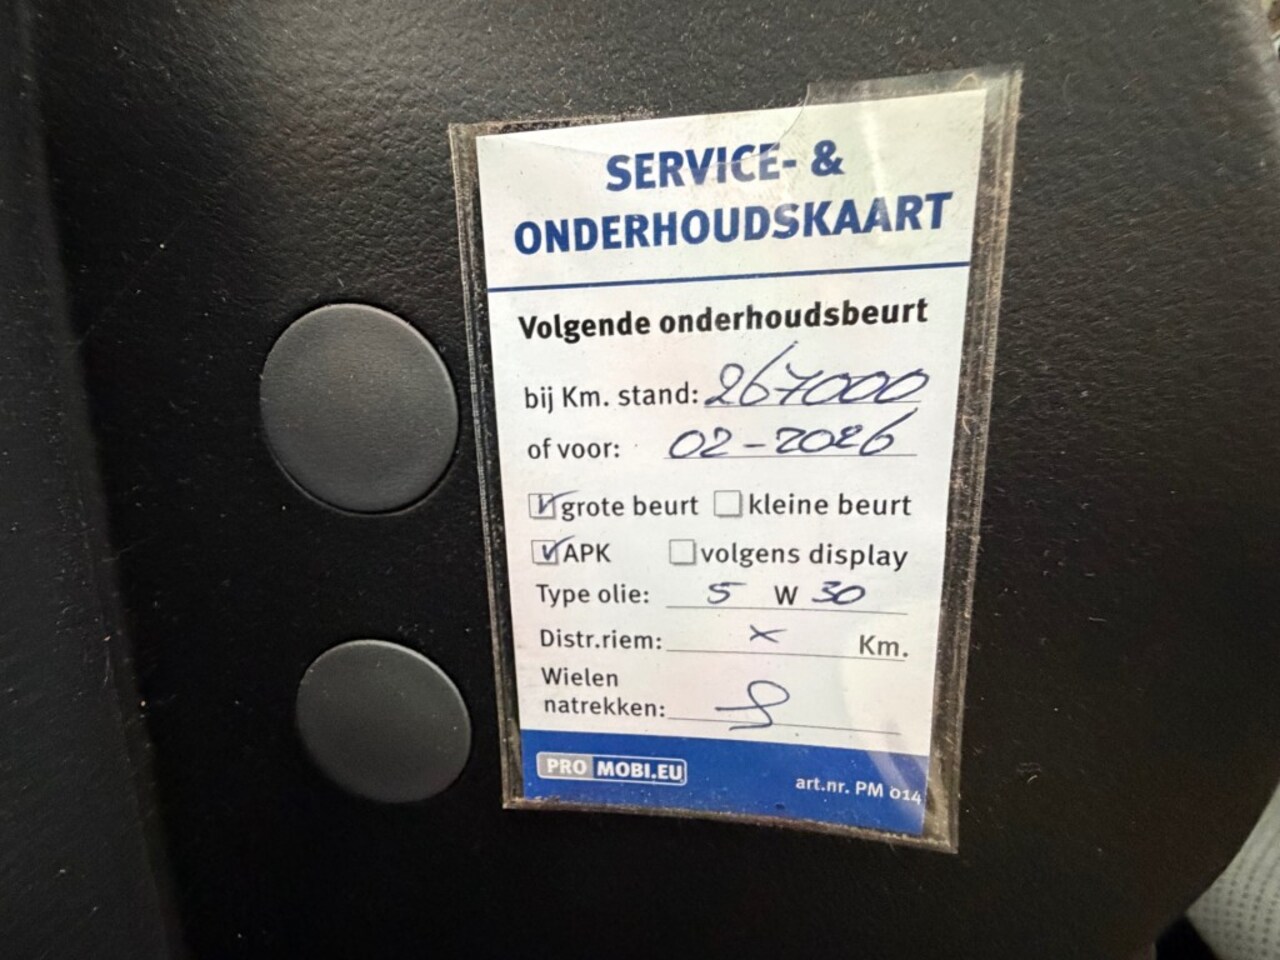 SERVICE- &
ONDERHOUDSKAART
Volgende onderhoudsbeurt
bij Km. stand: 267000
of voor: 02-2026
grote beurt kleine beurt
APK volgens display
Type olie: 5 W 30
Distr.riem: x Km.
Wielen
natrekken:
PRO MOBI.EU
art.nr. PM 014